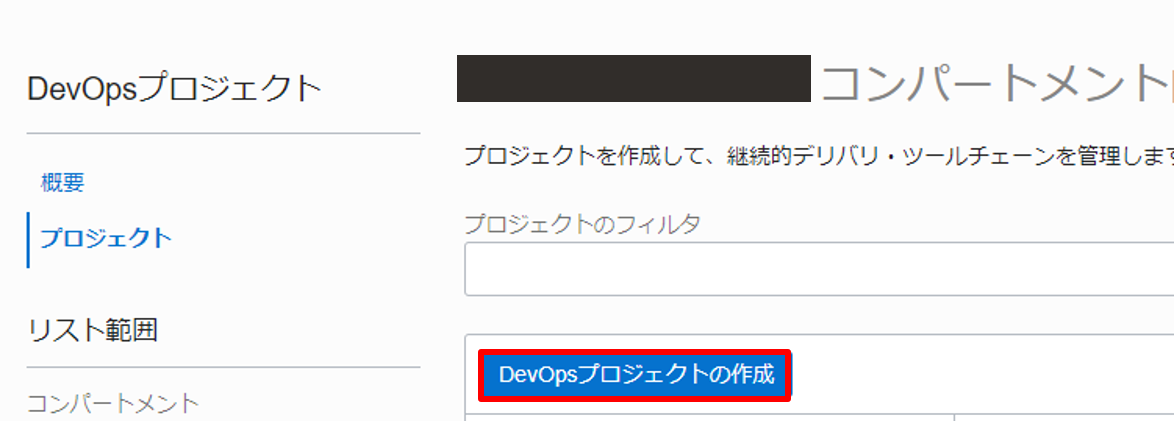 DevOpsプロジェクト
概要
プロジェクト
リスト範囲
コンパートメント
コンパートメント
プロジェクトを作成して、継続的デリバリ・ツールチェーンを管理しま
プロジェクトのフィルタ
DevOpsプロジェクトの作成